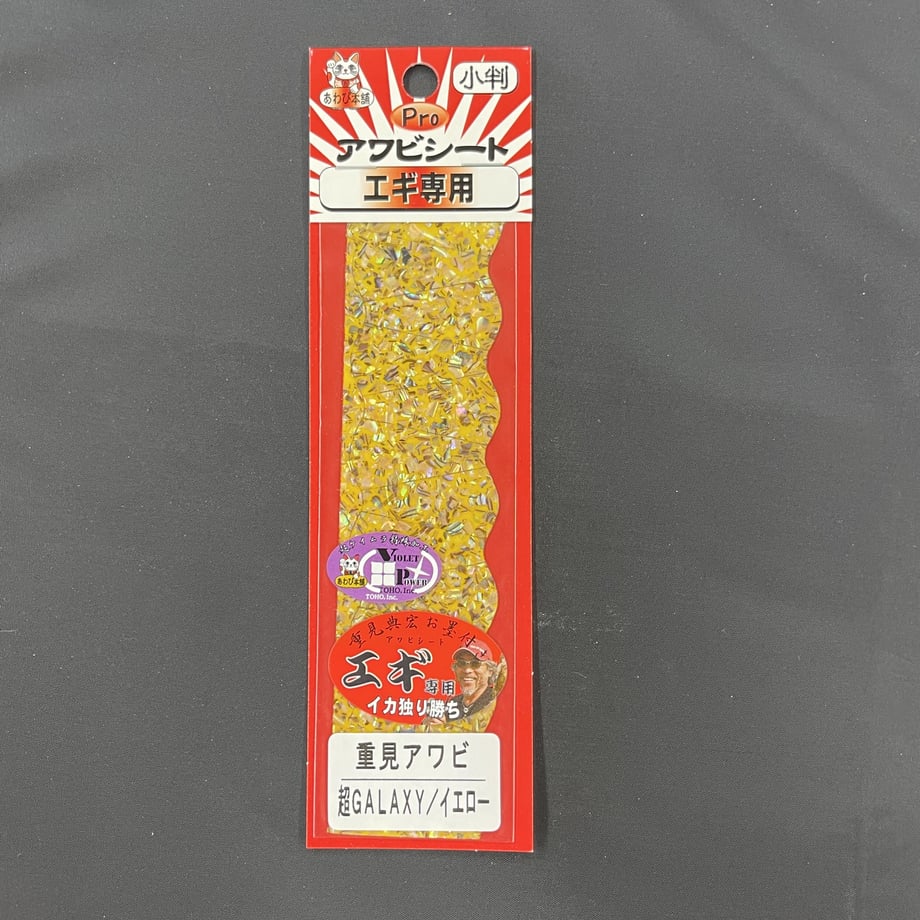 あわび本舗
小判
Pro
アワビシート
エギ専用
あわび本舗
VIOLET
POWER
TOHO.Inc.
TOHO.Inc.
重見典宏お墨付き
アワビシート
エギ専用
イカ独り勝ち。
重見アワビ
超GALAXY/イエロー